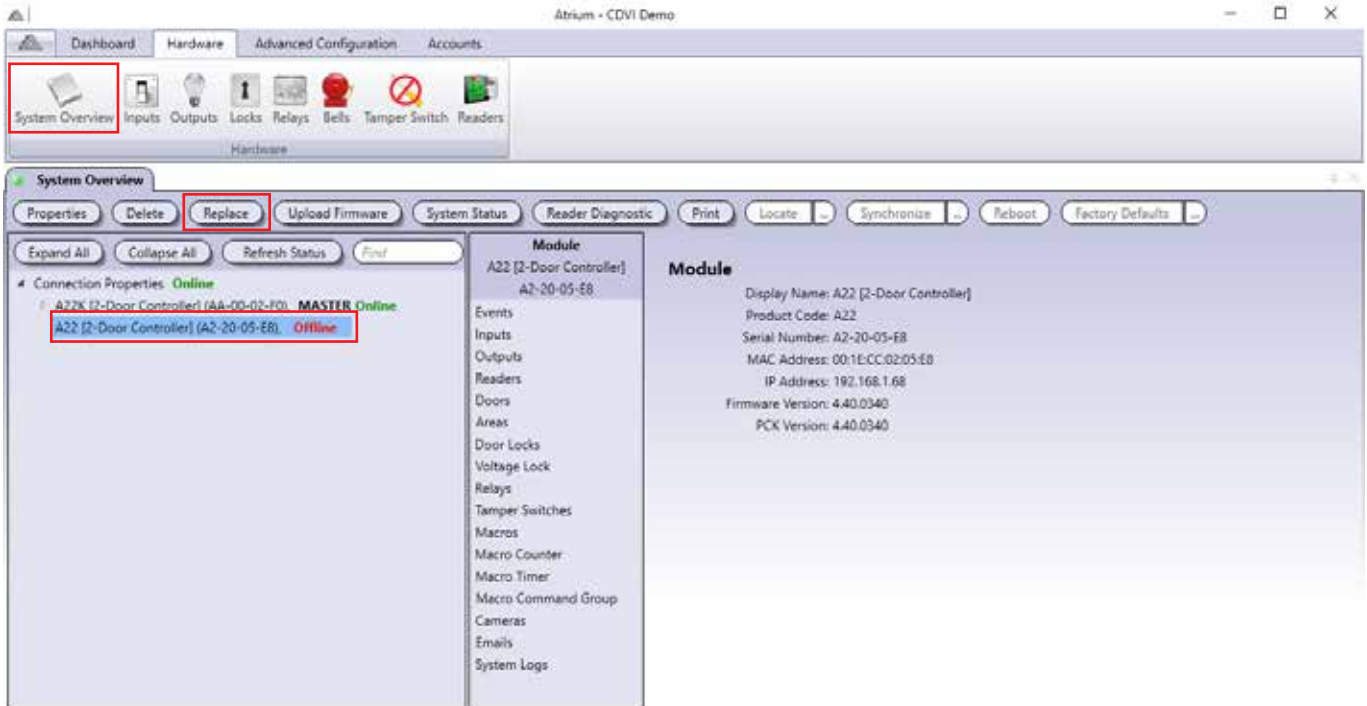 Atrium - CDVI Demo
Dashboard Hardware Advanced Configuration Accounts
System Overview Inputs Outputs Locks Relays Bells Tamper Switch Readers
Hardware
System Overview
Properties Delete Replace Upload Firmware System Status Reader Diagnostic Print Locate ... Synchronize ... Reboot Factory Defaults ...
Expand All Collapse All Refresh Status Find
Connection Properties Online
A22K [2-Door Controller] (AA-00-02-F0), MASTER Online
A22 [2-Door Controller] (A2-20-05-E8), Offline
Module
A22 [2-Door Controller]
A2-20-05-E8
Events
Inputs
Outputs
Readers
Doors
Areas
Door Locks
Voltage Lock
Relays
Tamper Switches
Macros
Macro Counter
Macro Timer
Macro Command Group
Cameras
Emails
System Logs
Module
Display Name: A22 [2-Door Controller]
Product Code: A22
Serial Number: A2-20-05-E8
MAC Address: 00:1E:CC:02:05:E8
IP Address: 192.168.1.68
Firmware Version: 4.40.0340
PCK Version: 4.40.0340